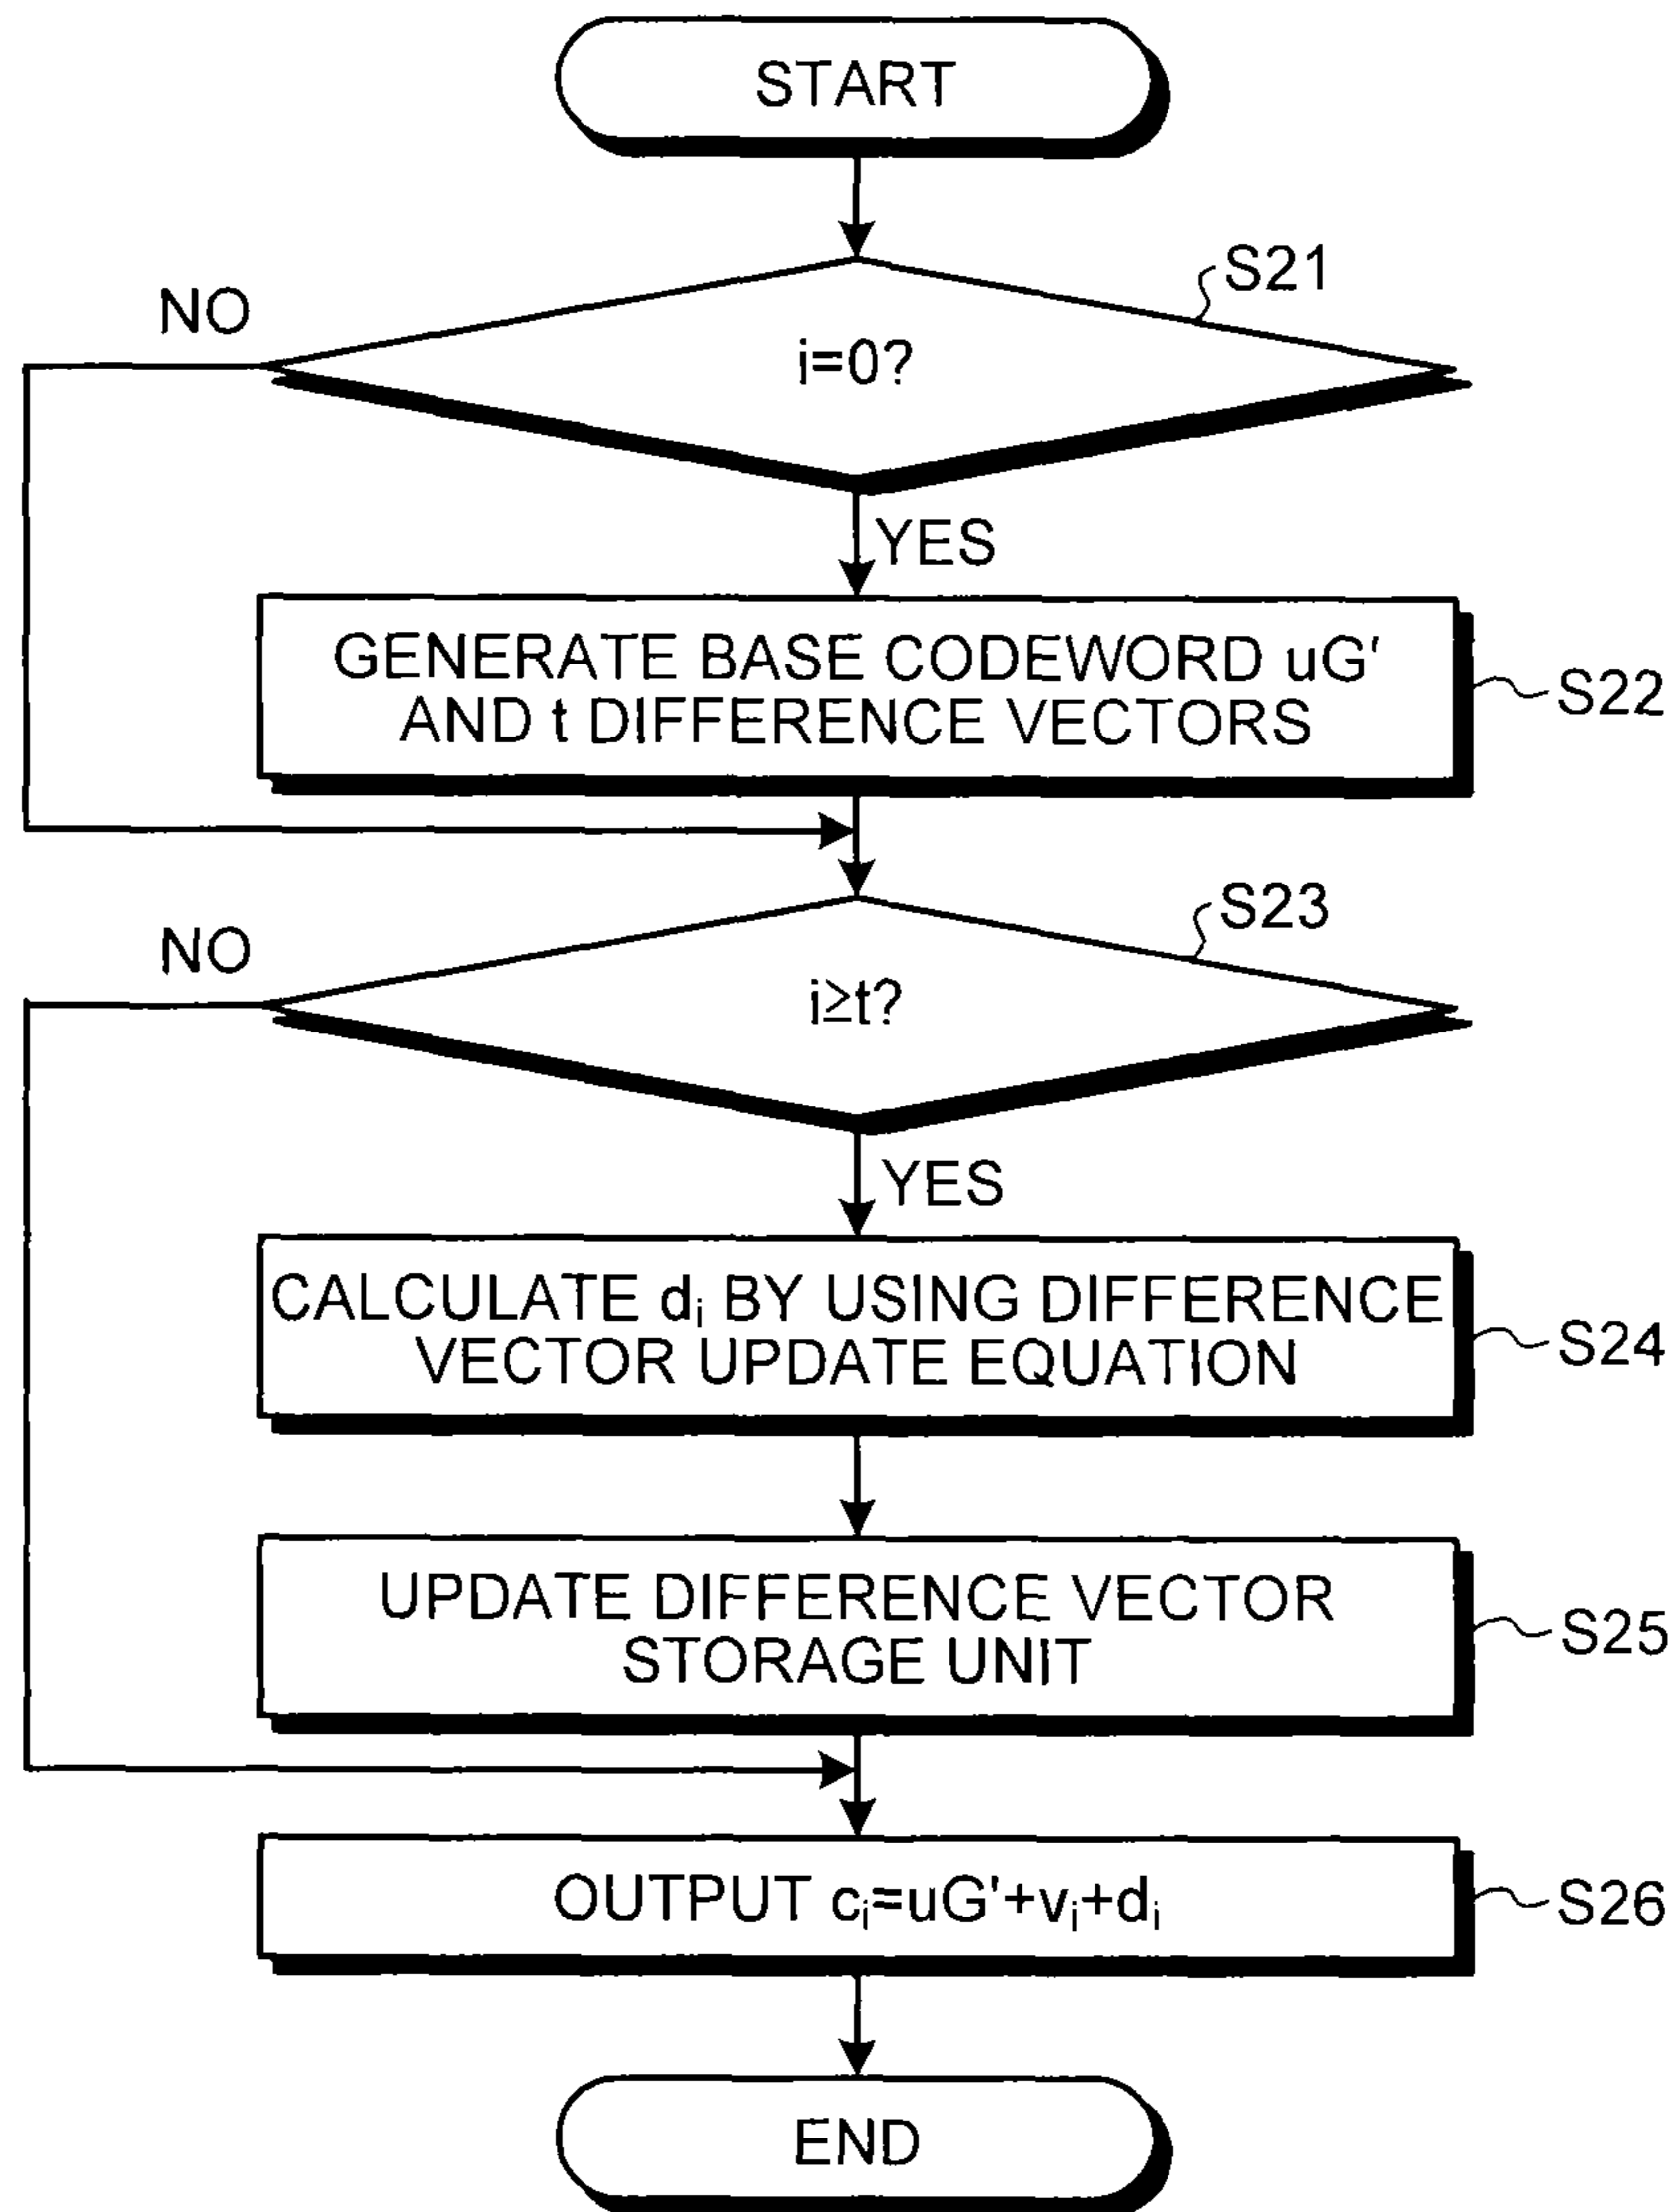 START
S21
NO
i=0?
YES
GENERATE BASE CODEWORD uG'
AND t DIFFERENCE VECTORS
S22
S23
NO
i≥t?
YES
CALCULATE dᵢ BY USING DIFFERENCE
VECTOR UPDATE EQUATION
S24
UPDATE DIFFERENCE VECTOR
STORAGE UNIT
S25
OUTPUT cᵢ=uG'+vᵢ+dᵢ
S26
END